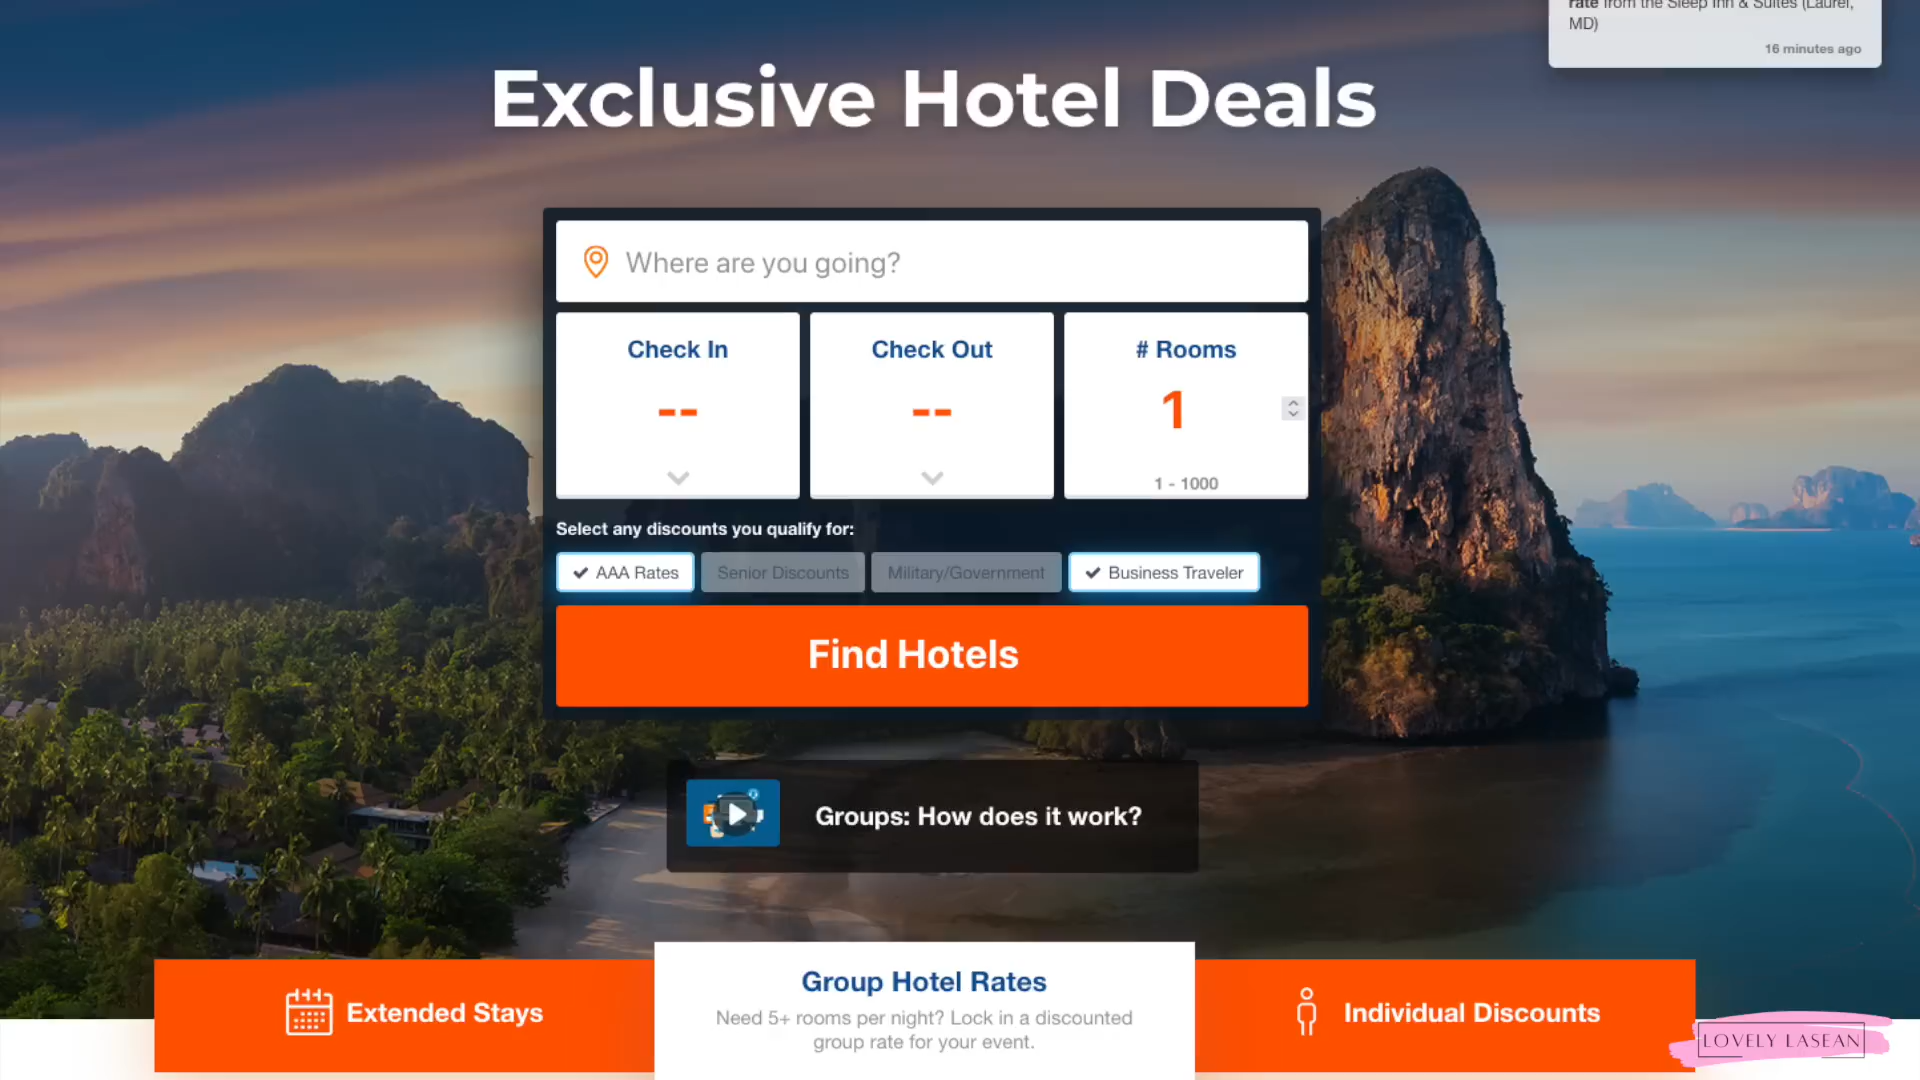 rate from the Sleep Inn & Suites (Laurel,
MD)
16 minutes ago
Exclusive Hotel Deals
Where are you going?
Check In
Check Out
# Rooms
--
--
1
1 - 1000
Select any discounts you qualify for:
AAA Rates
Senior Discounts
Military/Government
Business Traveler
Find Hotels
Groups: How does it work?
Extended Stays
Group Hotel Rates
Need 5+ rooms per night? Lock in a discounted
group rate for your event.
Individual Discounts
LOVELY LASEAN